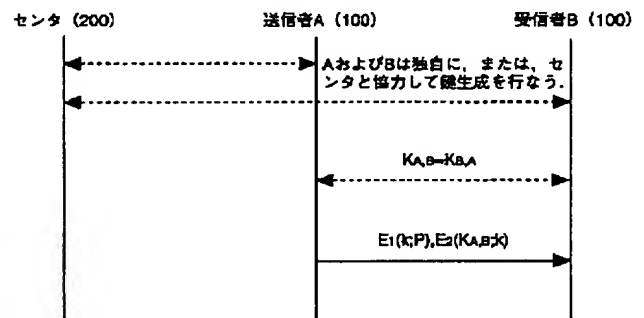 センタ (200)
送信者A (100)
受信者B (100)
AおよびBは独自に，または，セ
ンタと協力して鍵生成を行なう．
KA,B=KB,A
E1(k;P),E2(KA,B;k)